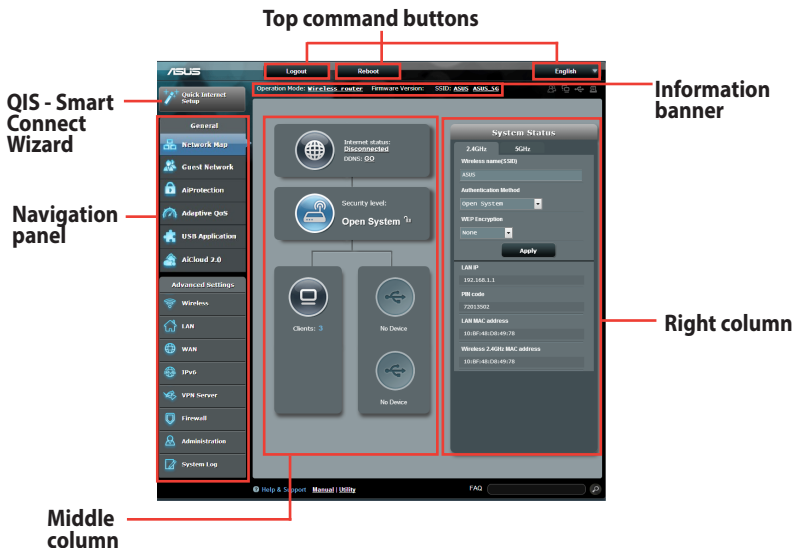 Top command buttons
ASUS
Logout
Reboot
English
Quick Internet
Setup
Operation Mode: Wireless router Firmware Version: SSID: ASUS ASUS_5G
Information
banner
QIS - Smart
Connect
Wizard
General
Network Map
Guest Network
AiProtection
Adaptive QoS
USB Application
AiCloud 2.0
Navigation
panel
Advanced Settings
Wireless
LAN
WAN
IPv6
VPN Server
Firewall
Administration
System Log
Internet status:
Disconnected
DDNS: GO
Security level:
Open System
Clients: 3
No Device
No Device
System Status
2.4GHz 5GHz
Wireless name(SSID)
ASUS
Authentication Method
Open System
WEP Encryption
None
Apply
LAN IP
192.168.1.1
PIN code
72013502
LAN MAC address
10:BF:48:D8:49:78
Wireless 2.4GHz MAC address
10:BF:48:D8:49:78
Right column
Help & Support Manual | Utility
FAQ
Middle
column